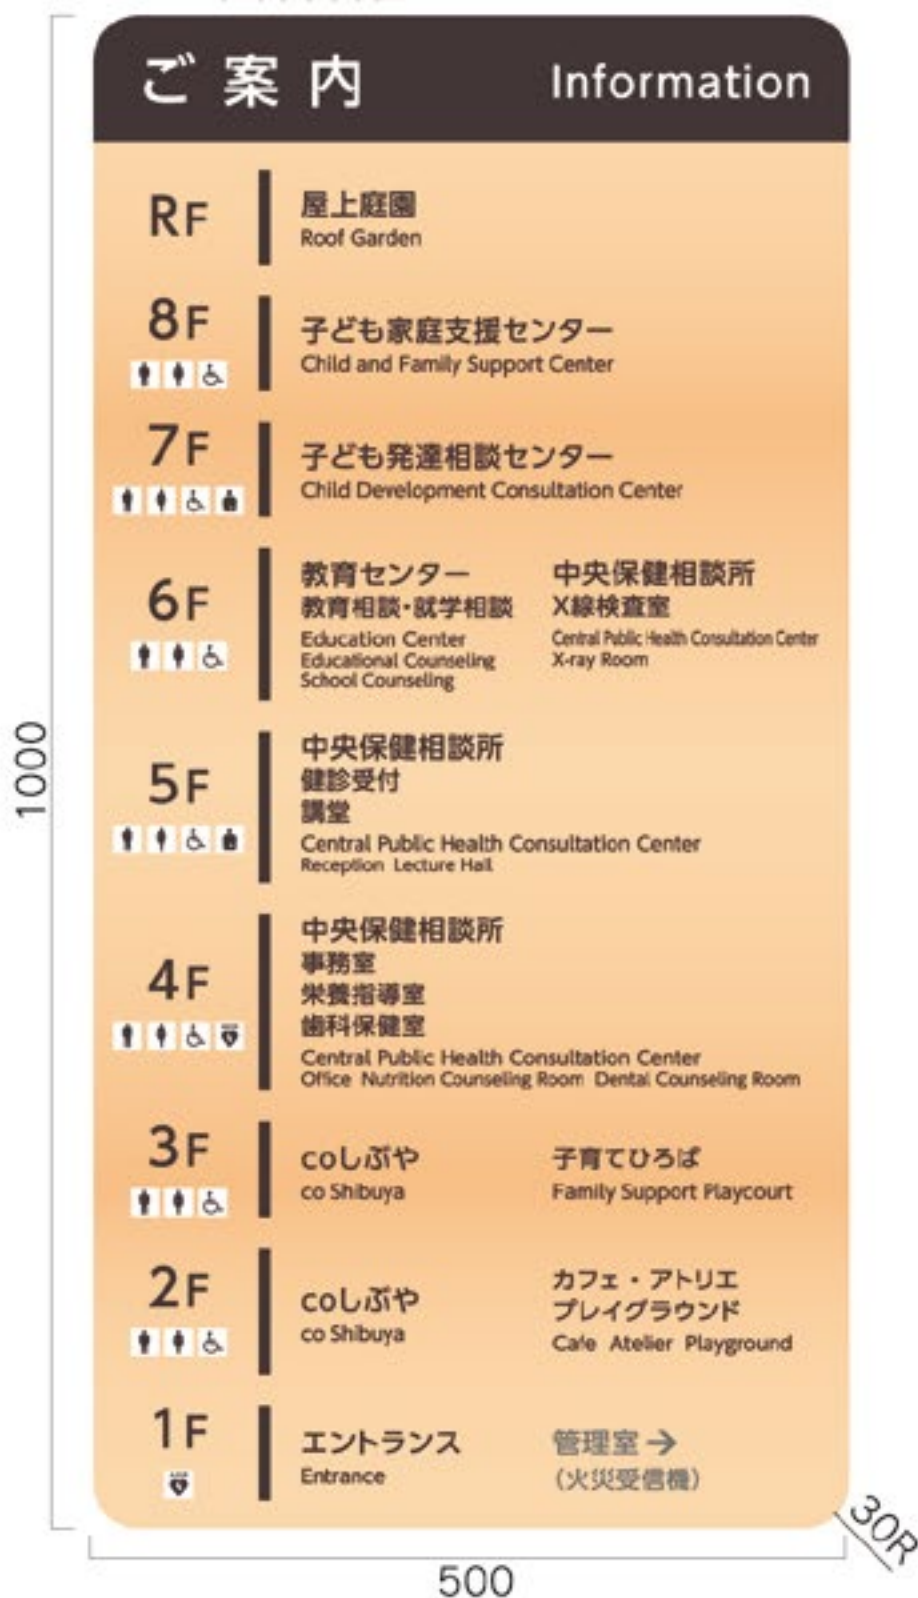 ご案内 Information
RF
屋上庭園
Roof Garden
8F
子ども家庭支援センター
Child and Family Support Center
7F
子ども発達相談センター
Child Development Consultation Center
6F
教育センター
教育相談・就学相談
Education Center
Educational Counseling
School Counseling
中央保健相談所
X線検査室
Central Public Health Consultation Center
X-ray Room
5F
中央保健相談所
健診受付
講堂
Central Public Health Consultation Center
Reception Lecture Hall
4F
中央保健相談所
事務室
栄養指導室
歯科保健室
Central Public Health Consultation Center
Office Nutrition Counseling Room Dental Counseling Room
3F
coしぶや
co Shibuya
子育てひろば
Family Support Playcourt
2F
coしぶや
co Shibuya
カフェ・アトリエ
プレイグラウンド
Cafe Atelier Playground
1F
エントランス
Entrance
管理室→
(火災受信機)
1000
500
30R